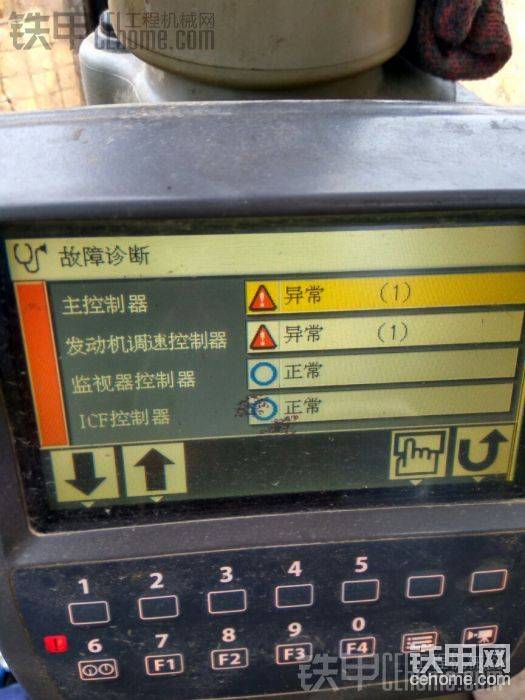 铁甲工程机械网
cehome.com
故障诊断
主控制器 异常 (1)
发动机调速控制器 异常 (1)
监视器控制器 正常
ICF控制器 正常
1 2 3 4 5
6 7 8 9 0
F1 F2 F3 F4
铁甲网
cehome.com